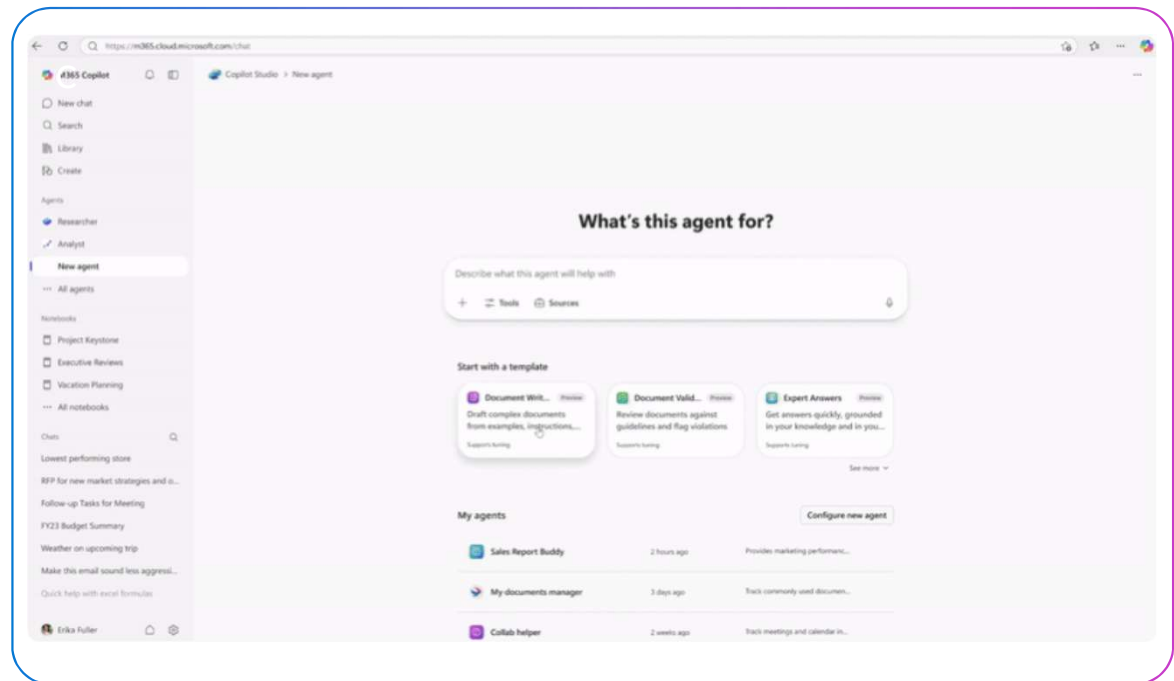 https://m365.cloud.microsoft.com/chat
M365 Copilot
Copilot Studio > New agent
New chat
Search
Library
Create
Agents
Researcher
Analyst
New agent
All agents
Notebooks
Project Keystone
Executive Reviews
Vacation Planning
All notebooks
Chats
Lowest performing store
RFP for new market strategies and o...
Follow-up Tasks for Meeting
FY23 Budget Summary
Weather on upcoming trip
Make this email sound less aggressi...
Quick help with excel formulas
Erika Fuller
What's this agent for?
Describe what this agent will help with
Tools Sources
Start with a template
Document Writ... Preview
Draft complex documents
from examples, instructions,...
Supports tuning
Document Valid... Preview
Review documents against
guidelines and flag violations
Supports tuning
Expert Answers Preview
Get answers quickly, grounded
in your knowledge and in you...
Supports tuning
See more
My agents
Configure new agent
Sales Report Buddy 2 hours ago Provides marketing performanc...
My documents manager 3 days ago Track commonly used documen...
Collab helper 2 weeks ago Track meetings and calendar in...